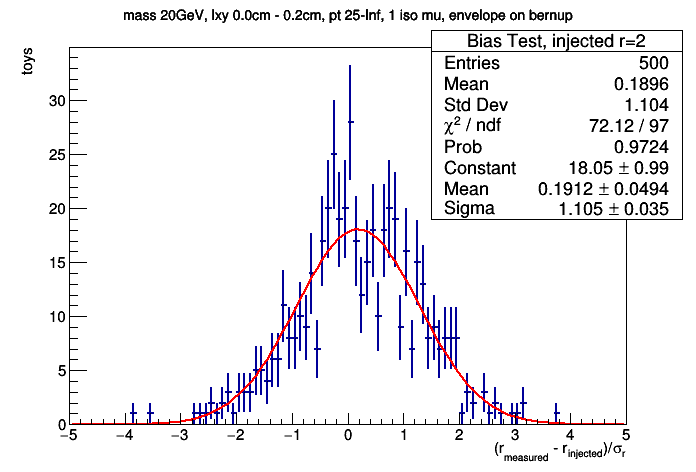 mass 20GeV, lxy 0.0cm - 0.2cm, pt 25-Inf, 1 iso mu, envelope on bernup
Bias Test, injected r=2
Entries 500
Mean 0.1896
Std Dev 1.104
χ² / ndf 72.12 / 97
Prob 0.9724
Constant 18.05 ± 0.99
Mean 0.1912 ± 0.0494
Sigma 1.105 ± 0.035
toys
30
25
20
15
10
5
0
−5 −4 −3 −2 −1 0 1 2 3 4 5
(r_measured - r_injected)/σ_r